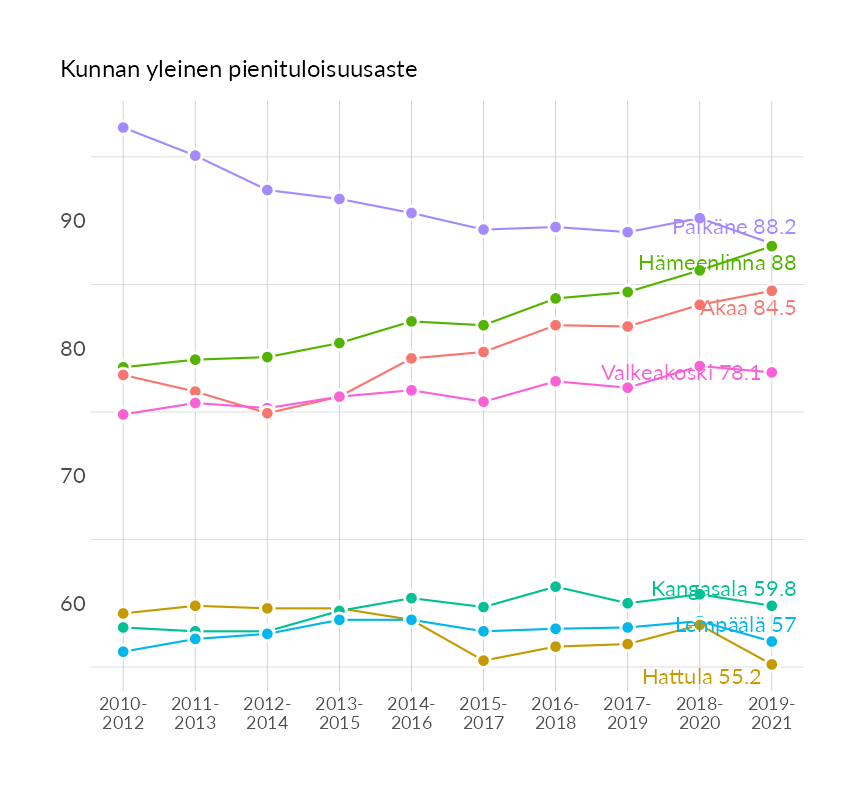 Kunnan yleinen pienituloisuusaste
90
80
70
60
Pälkäne 88.2
Hämeenlinna 88
Akaa 84.5
Valkeakoski 78.1
Kangasala 59.8
Lempäälä 57
Hattula 55.2
2010- 2011- 2012- 2013- 2014- 2015- 2016- 2017- 2018- 2019-
2012 2013 2014 2015 2016 2017 2018 2019 2020 2021